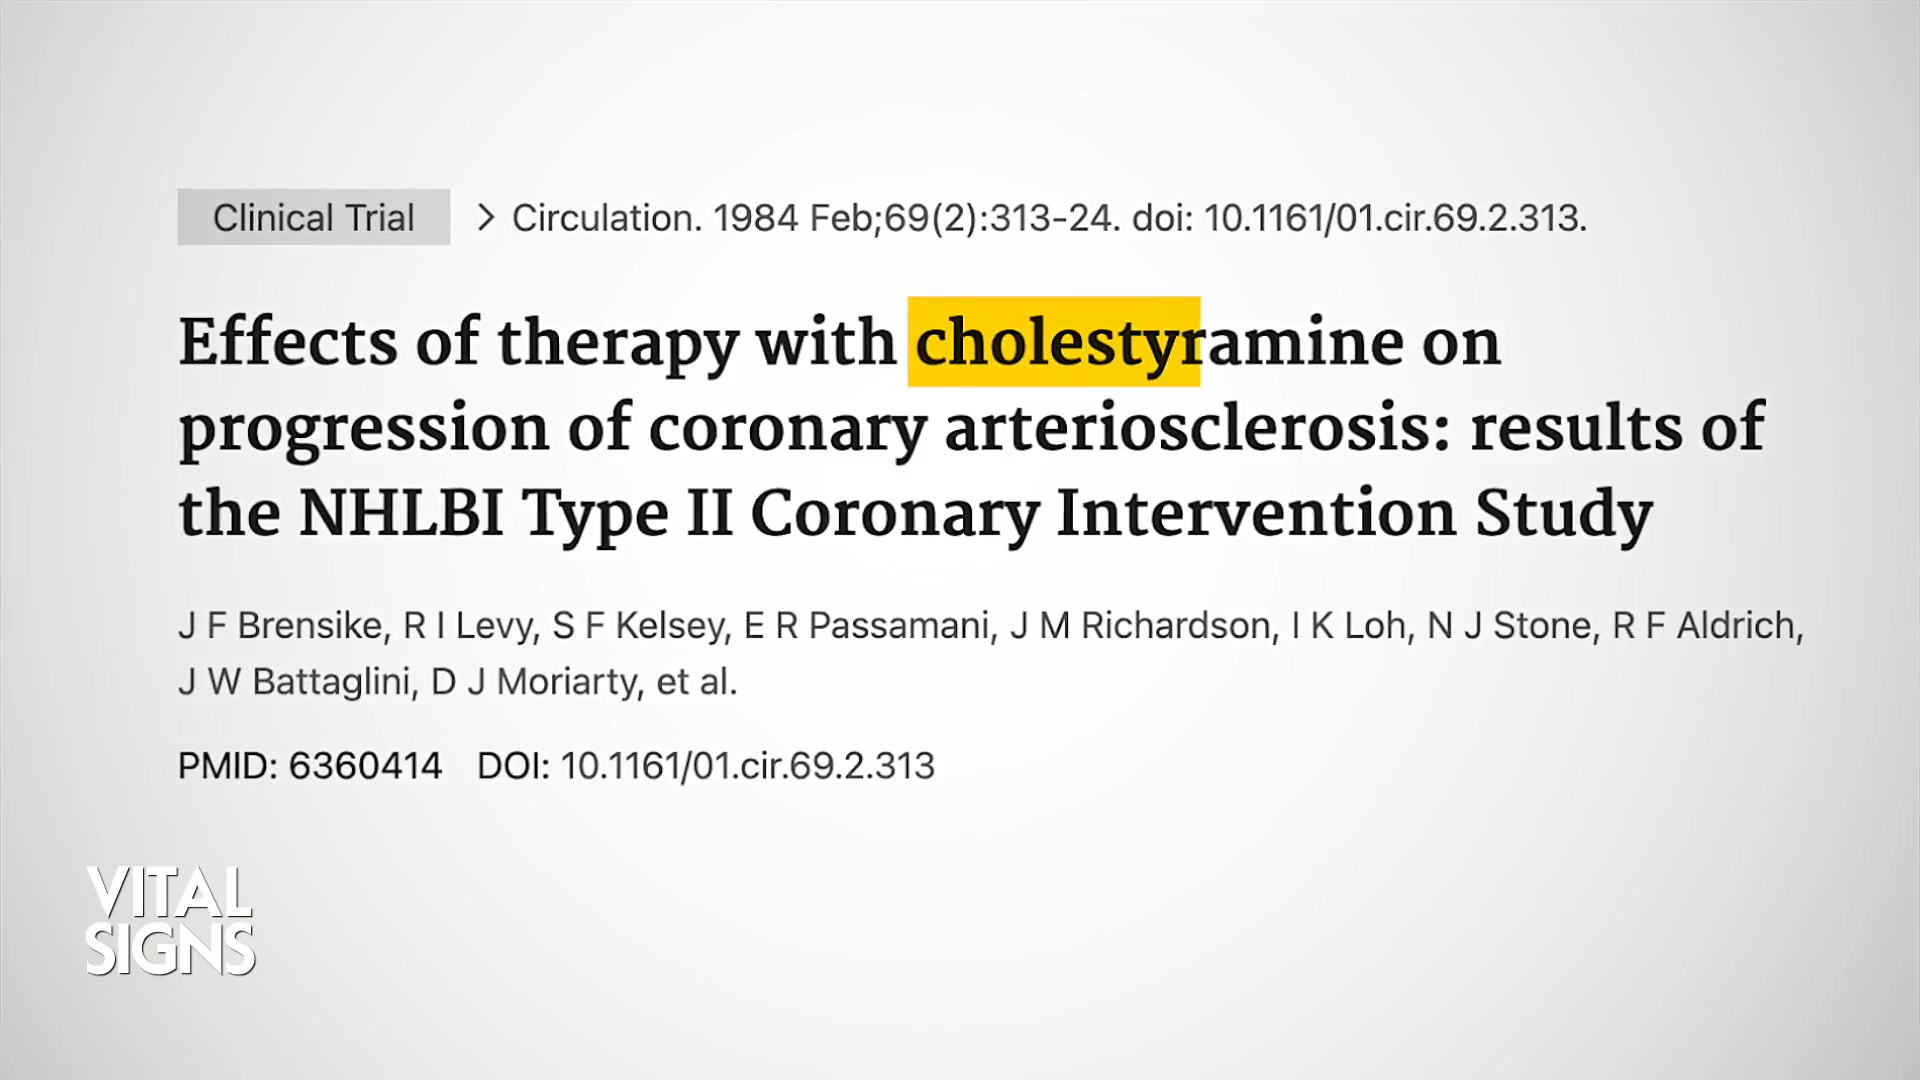 Clinical Trial > Circulation. 1984 Feb;69(2):313-24. doi: 10.1161/01.cir.69.2.313.
Effects of therapy with cholestyramine on
progression of coronary arteriosclerosis: results of
the NHLBI Type II Coronary Intervention Study
J F Brensike, R I Levy, S F Kelsey, E R Passamani, J M Richardson, I K Loh, N J Stone, R F Aldrich,
J W Battaglini, D J Moriarty, et al.
PMID: 6360414 DOI: 10.1161/01.cir.69.2.313
VITAL
SIGNS